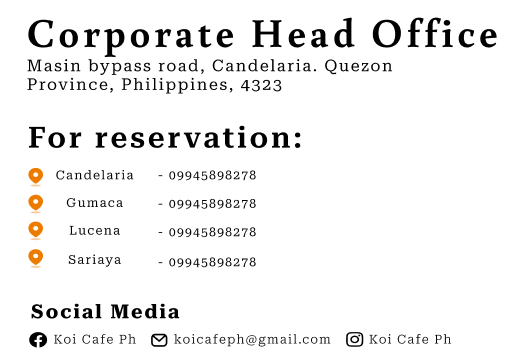 Corporate Head Office
Masin bypass road, Candelaria. Quezon
Province, Philippines, 4323
For reservation:
Candelaria - 09945898278
Gumaca - 09945898278
Lucena - 09945898278
Sariaya - 09945898278
Social Media
Koi Cafe Ph koicafeph@gmail.com Koi Cafe Ph